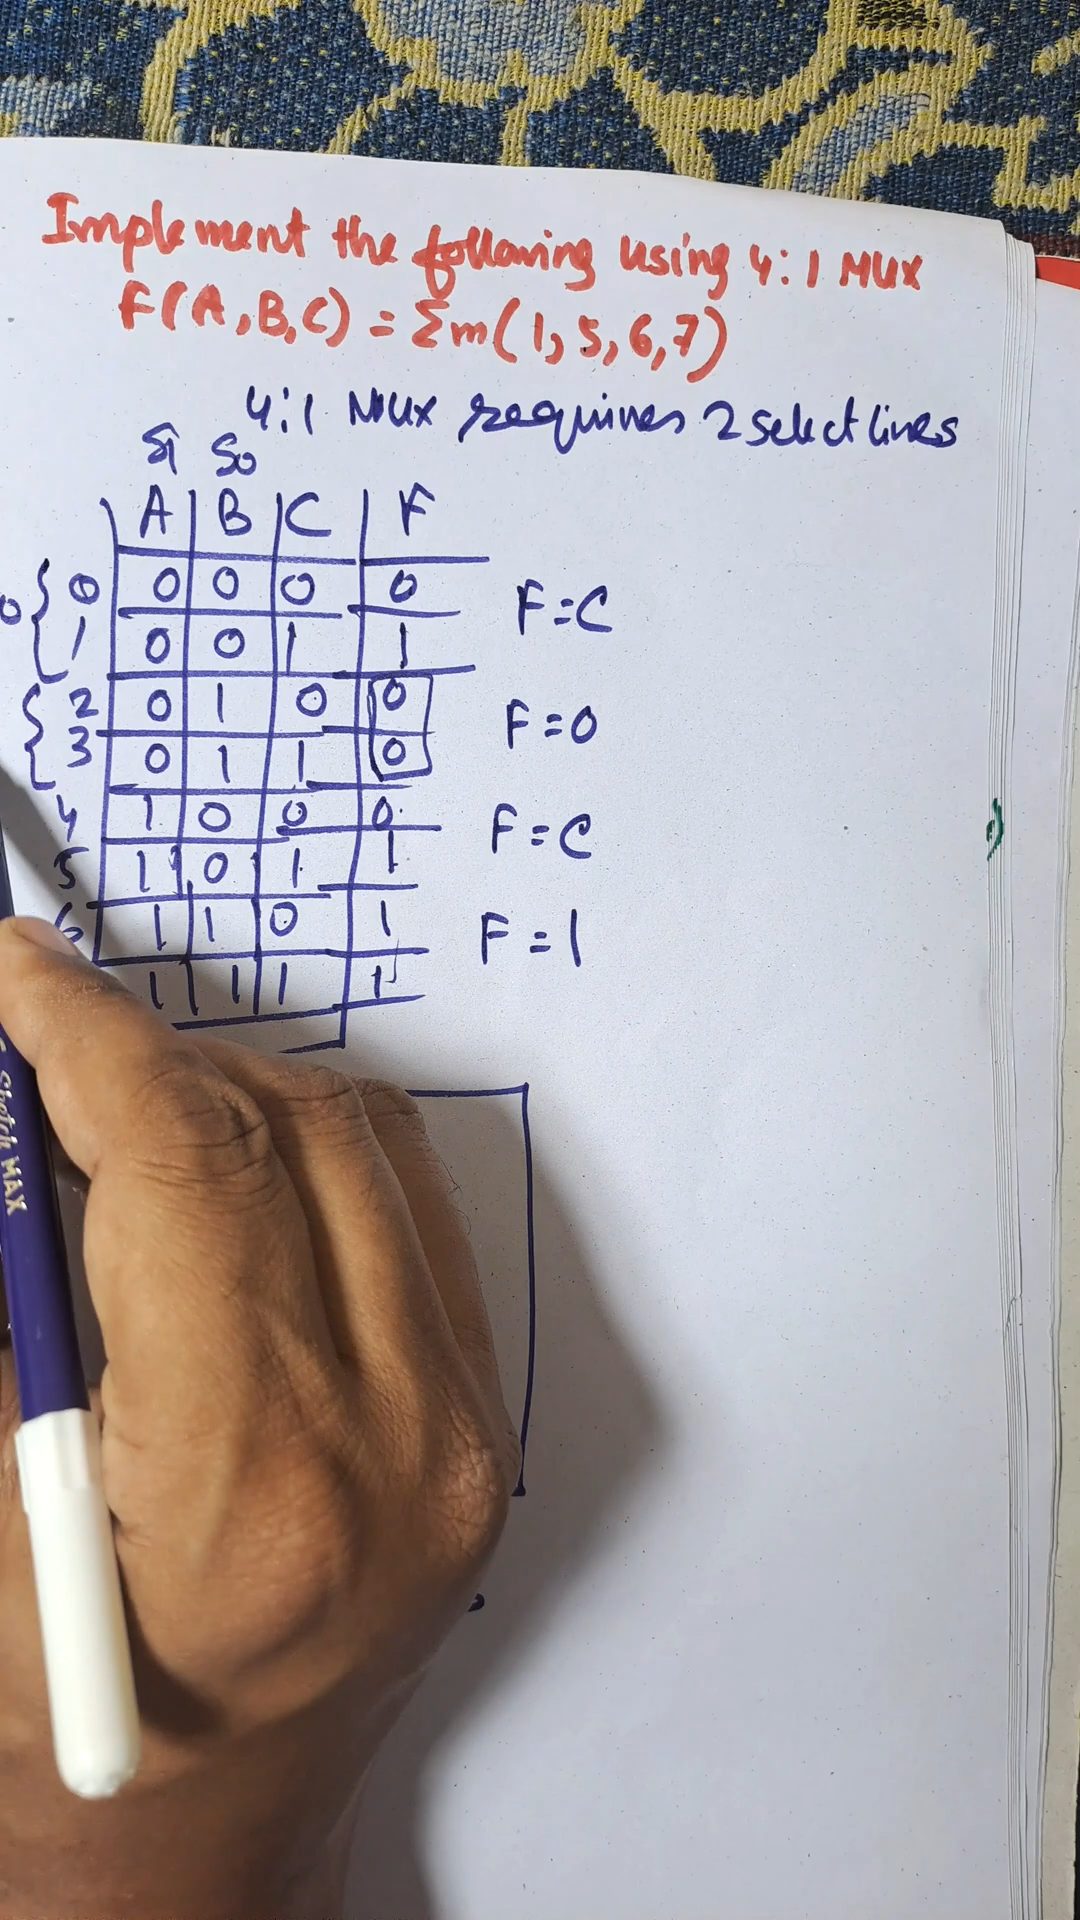 Implement the following using 4:1 MUX
F(A,B,C) = Σm(1,5,6,7)
4:1 MUX requires 2 select lines
S1 S0
A B C F
0 0 0 0 0 F=C
1 0 0 1 1
2 0 1 0 0 F=0
3 0 1 1 0
4 1 0 0 0 F=C
5 1 0 1 1
6 1 1 0 1 F=1
1 1 1 1
Sketch MAX